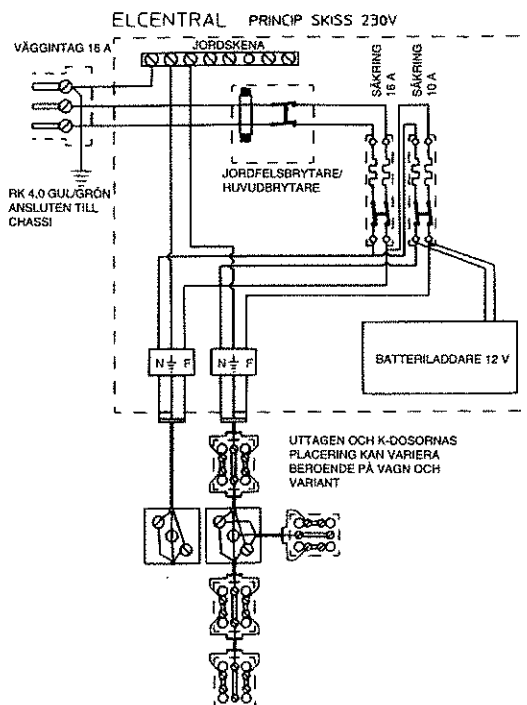 ELCENTRAL PRINCIP SKISS 230V
VÄGGINTAG 16 A
JORDSKENA
SÄKRING
16 A
SÄKRING
10 A
JORDFELSBRYTARE/
HUVUDBRYTARE
RK 4,0 GUL/GRÖN
ANSLUTEN TILL
CHASSI
BATTERILADDARE 12 V
N F
N F
UTTAGEN OCH K-DOSORNAS
PLACERING KAN VARIERA
BEROENDE PÅ VAGN OCH
VARIANT